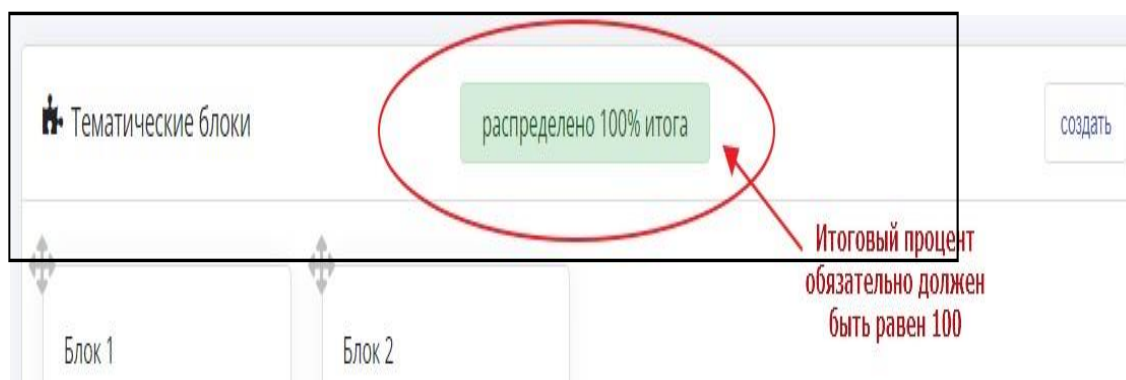 Тематические блоки
распределено 100% итога
создать
Итоговый процент
обязательно должен
быть равен 100
Блок 1
Блок 2